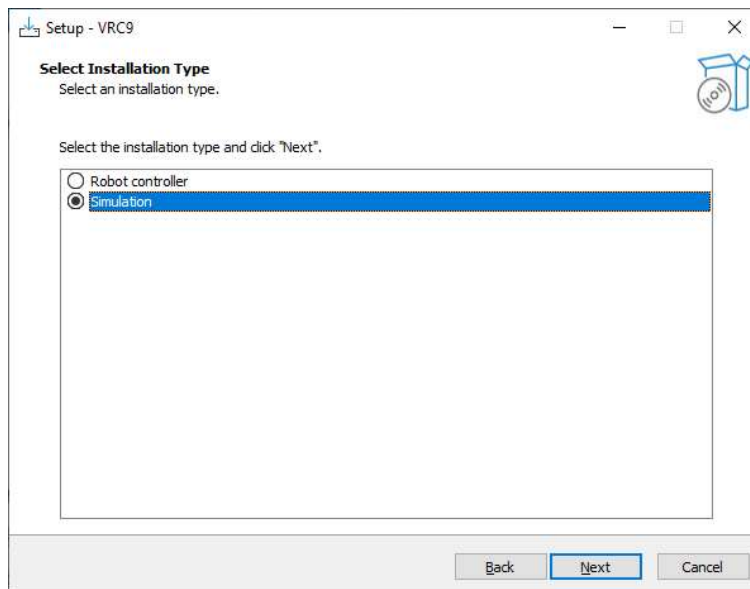 Setup - VRC9
Select Installation Type
Select an installation type.
Select the installation type and click "Next".
Robot controller
Simulation
Back
Next
Cancel